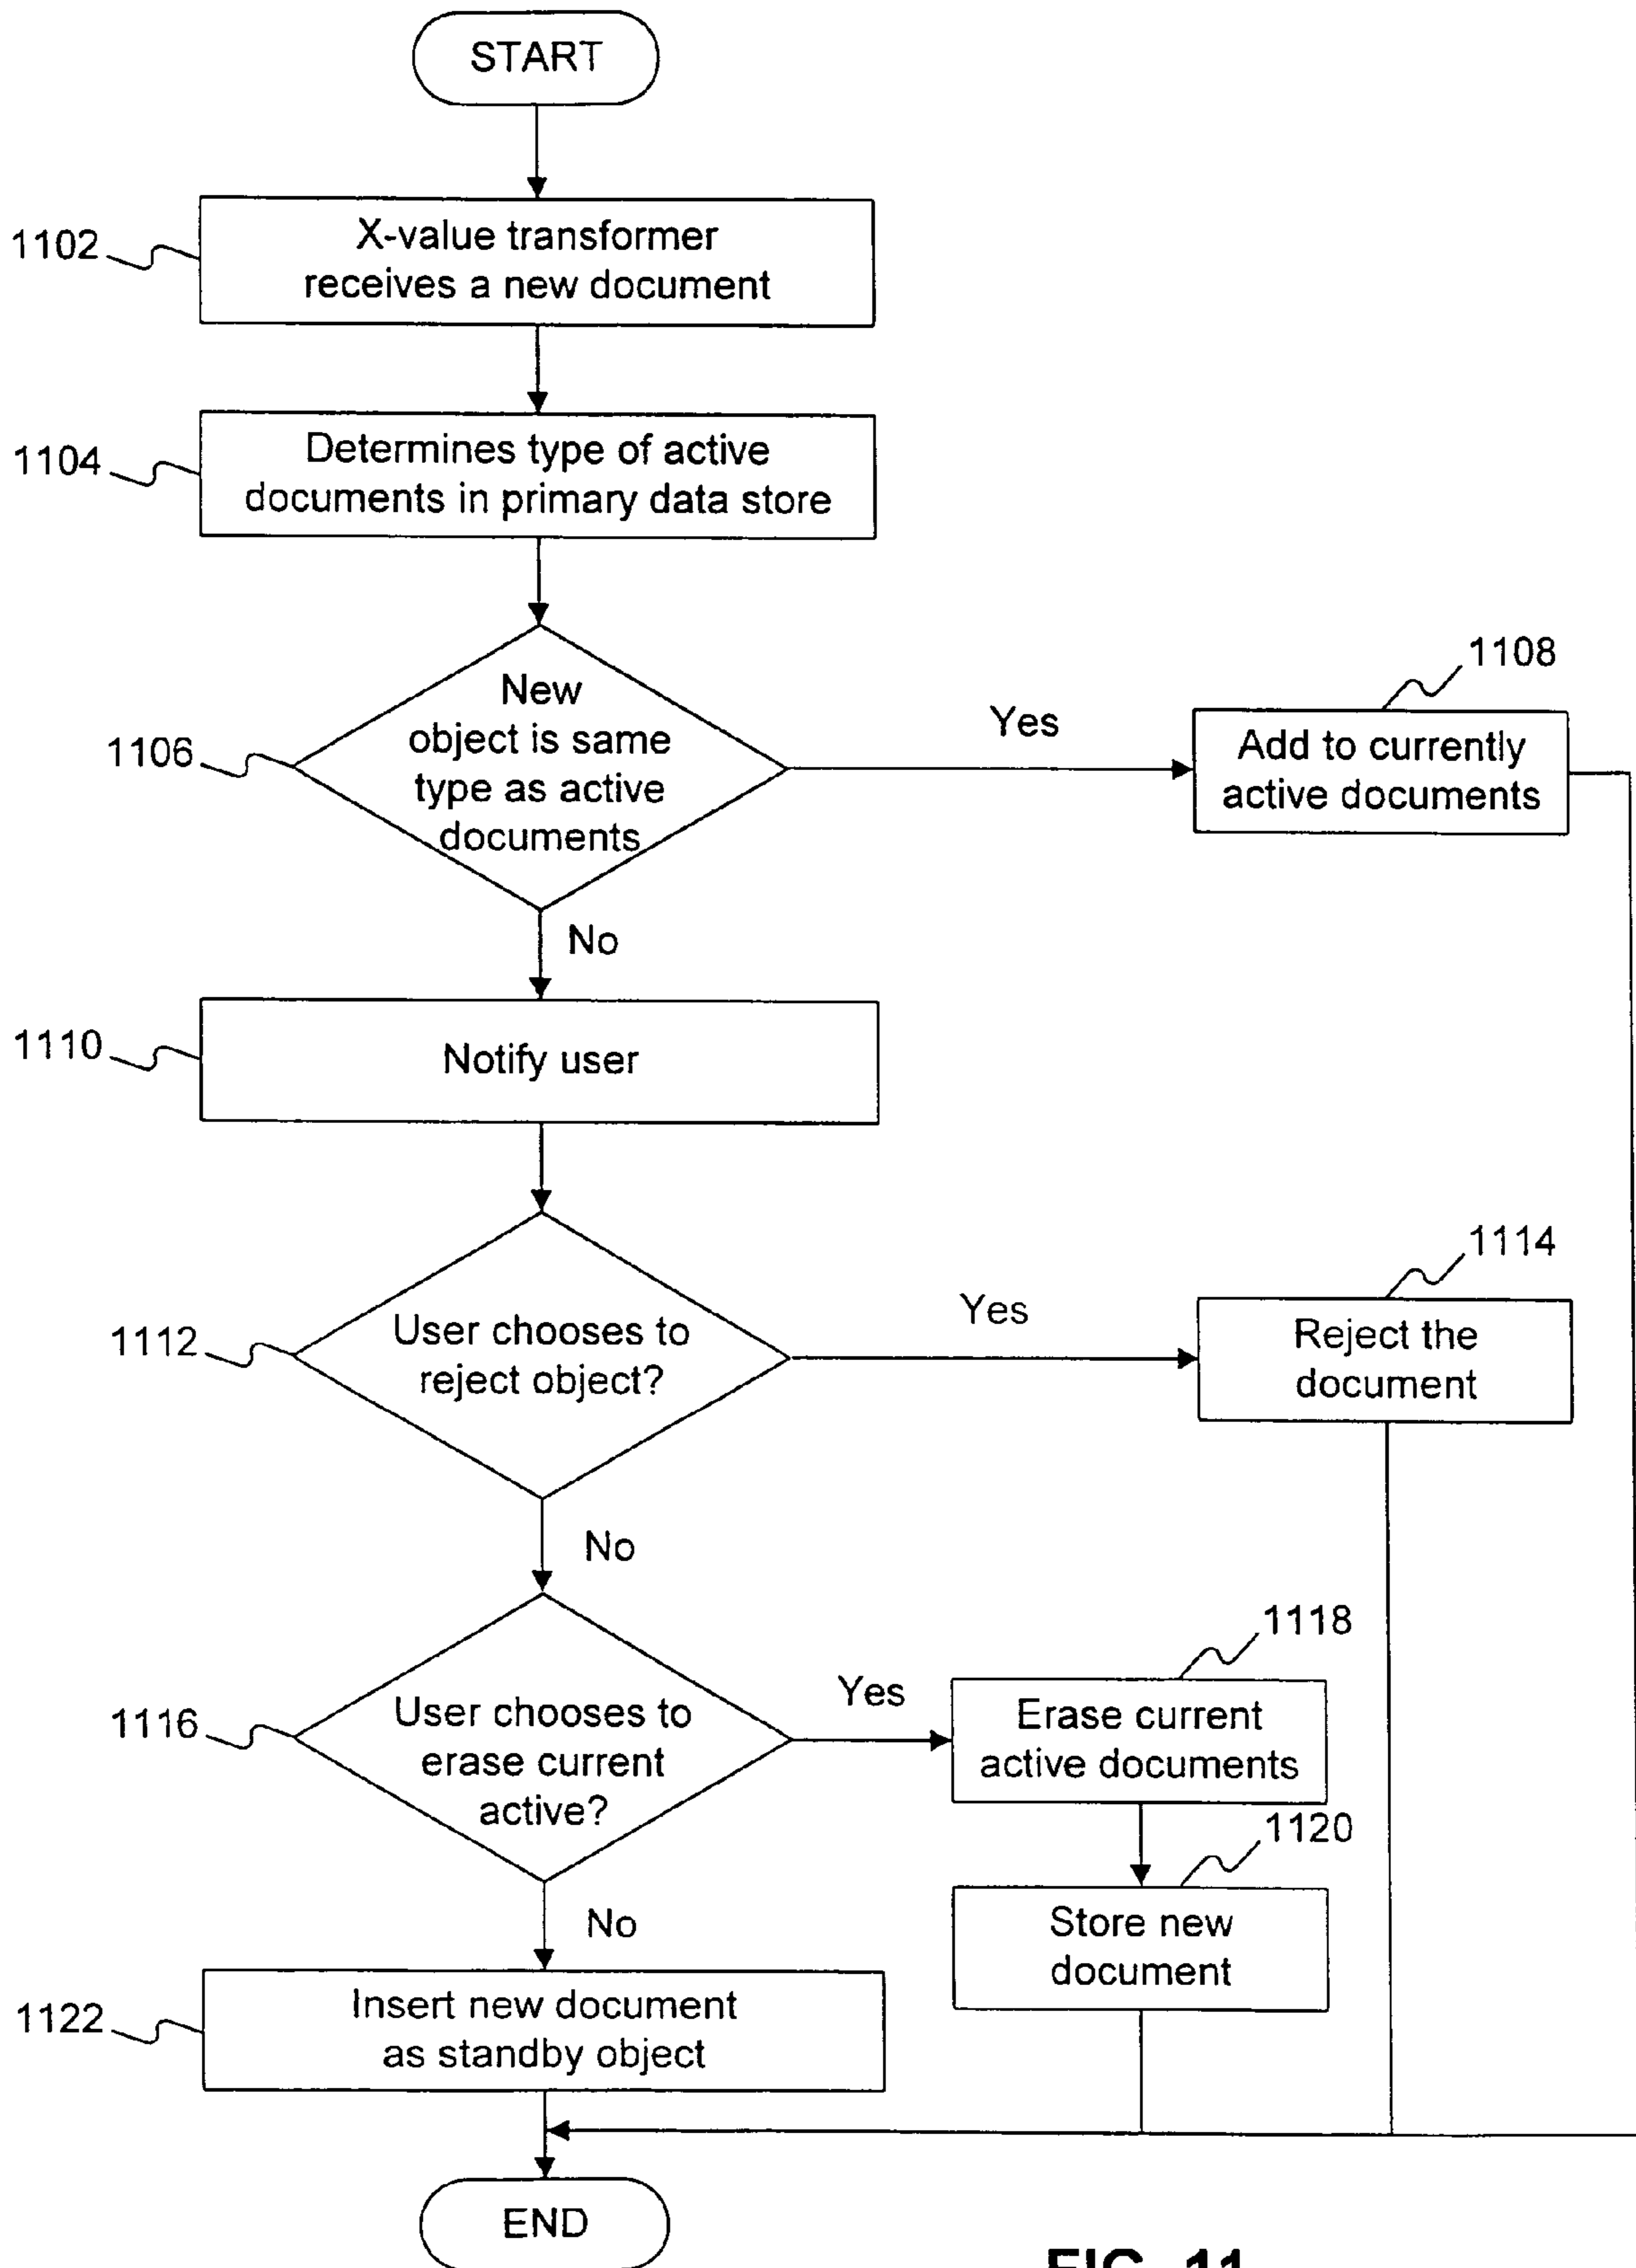 START
1102
X-value transformer
receives a new document
1104
Determines type of active
documents in primary data store
1106
New
object is same
type as active
documents
Yes
1108
Add to currently
active documents
No
1110
Notify user
1112
User chooses to
reject object?
Yes
1114
Reject the
document
No
1116
User chooses to
erase current
active?
Yes
1118
Erase current
active documents
1120
Store new
document
No
1122
Insert new document
as standby object
END
FIG. 11